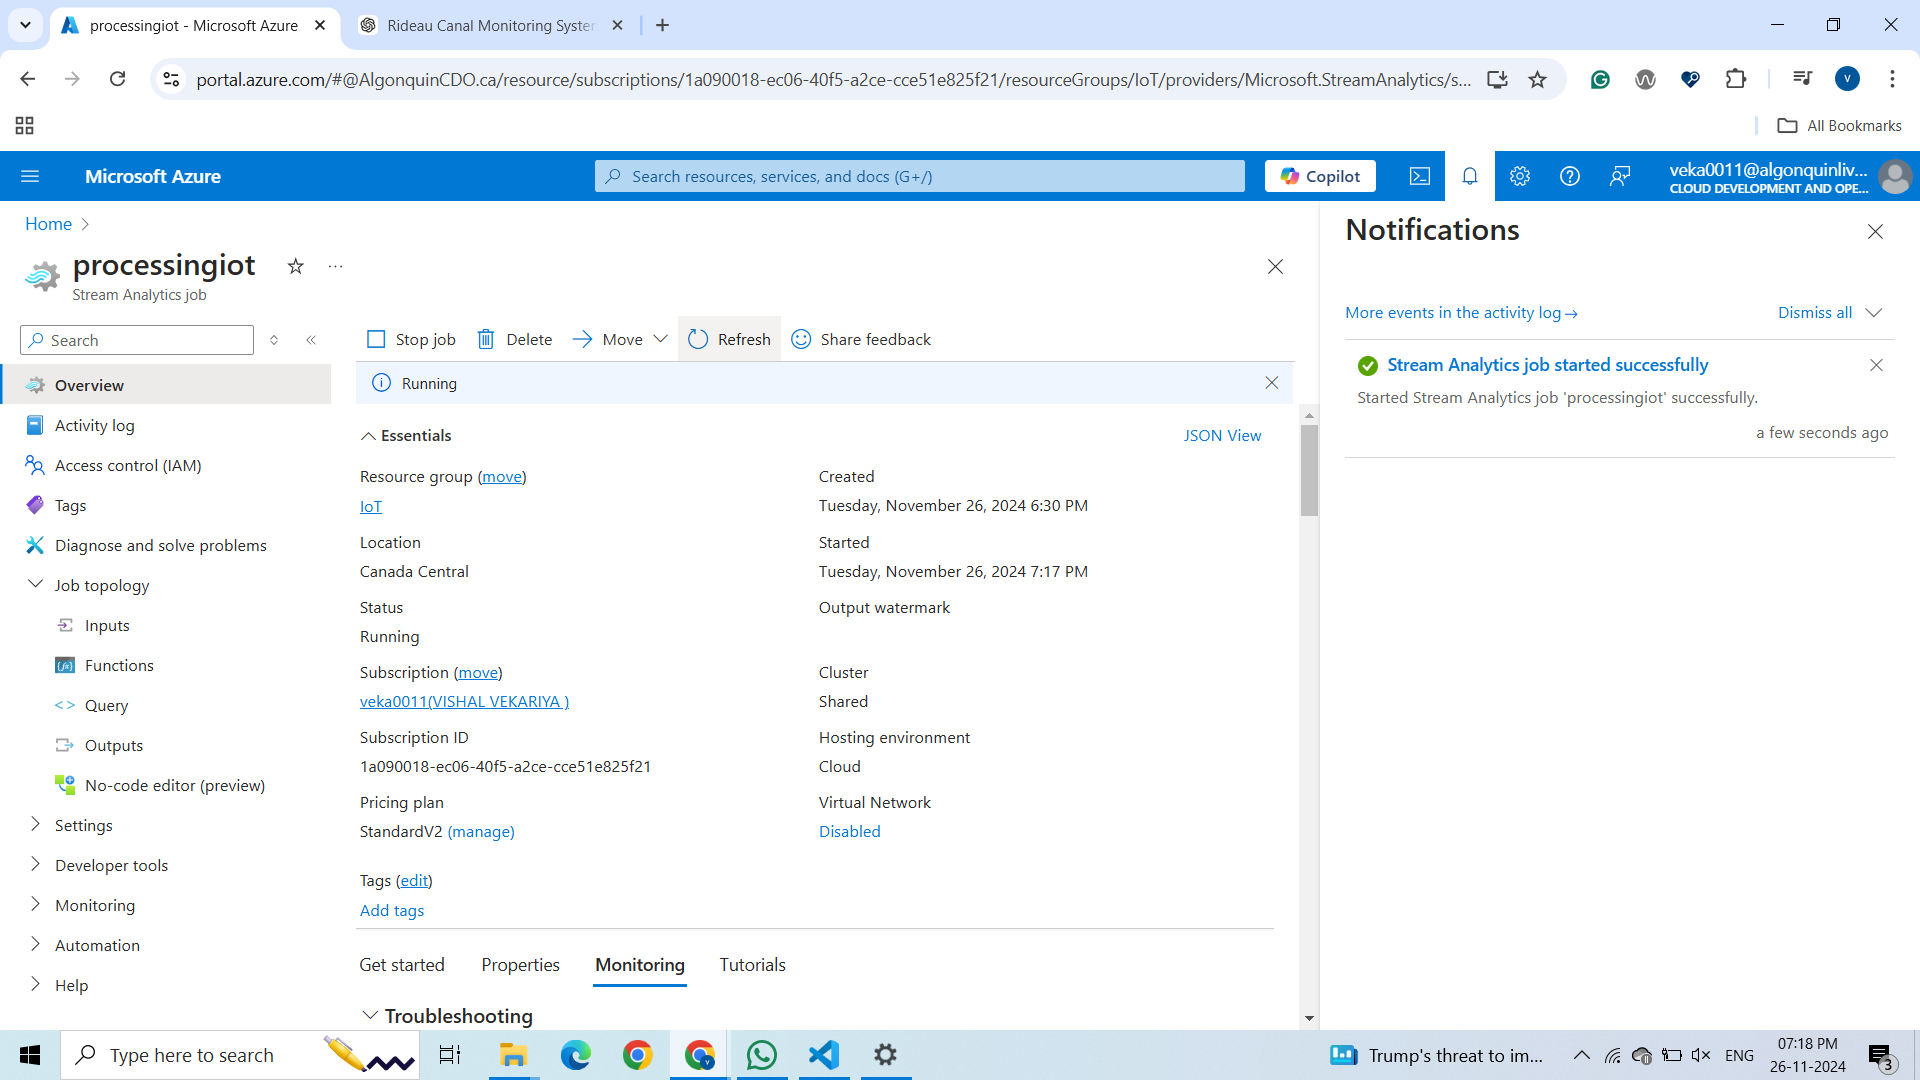 processingiot - Microsoft Azure
Rideau Canal Monitoring System
portal.azure.com/#@AlgonquinCDO.ca/resource/subscriptions/1a090018-ec06-40f5-a2ce-cce51e825f21/resourceGroups/IoT/providers/Microsoft.StreamAnalytics/s...
V
All Bookmarks
Microsoft Azure
Search resources, services, and docs (G+/)
Copilot
veka0011@algonquinliv...
CLOUD DEVELOPMENT AND OPE...
Home
processingiot
Stream Analytics job
Search
Overview
Activity log
Access control (IAM)
Tags
Diagnose and solve problems
Job topology
Inputs
Functions
Query
Outputs
No-code editor (preview)
Settings
Developer tools
Monitoring
Automation
Help
Stop job
Delete
Move
Refresh
Share feedback
Running
Essentials
JSON View
Resource group (move)
IoT
Location
Canada Central
Status
Running
Subscription (move)
veka0011(VISHAL VEKARIYA )
Subscription ID
1a090018-ec06-40f5-a2ce-cce51e825f21
Pricing plan
StandardV2 (manage)
Created
Tuesday, November 26, 2024 6:30 PM
Started
Tuesday, November 26, 2024 7:17 PM
Output watermark
Cluster
Shared
Hosting environment
Cloud
Virtual Network
Disabled
Tags (edit)
Add tags
Get started
Properties
Monitoring
Tutorials
Troubleshooting
Notifications
More events in the activity log→
Dismiss all
Stream Analytics job started successfully
Started Stream Analytics job 'processingiot' successfully.
a few seconds ago
Type here to search
Trump's threat to im...
ENG
07:18 PM
26-11-2024
3